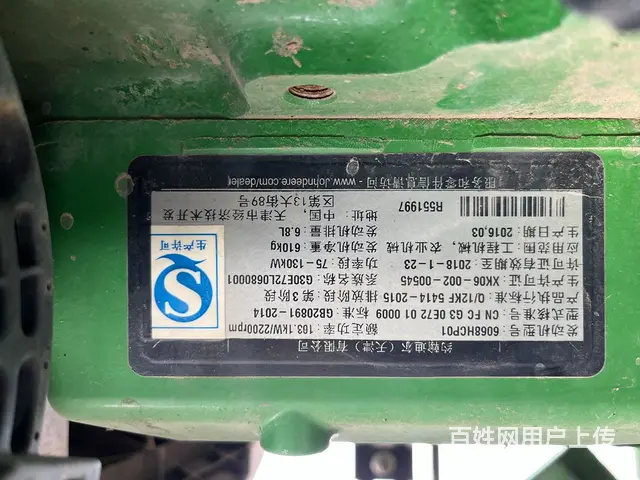 约翰迪尔（天津）有限公司
发动机型号 6068HCP01 额定功率 103.1kW/2200rpm
型式核准号 CN FC G3 0E72 01 0009 标准 GB20891-2014
产品执行标准 Q/12KF 5414-2015 排放阶段 第3阶段
许可证编号 XK06-002-00545 系族名称 G3DE72L0680001
许可证有效期至 2018-1-23 功率段 75-130kW
应用范围 工程机械，农业机械 发动机净重 610kg
生产日期 2016.03 发动机排量 6.8L
地址：中国，天津市经济技术开发区第13大街89号
R551997
服务和零件信息请访问 - www.johndeere.com/dealer
生产许可
百姓网用户上传